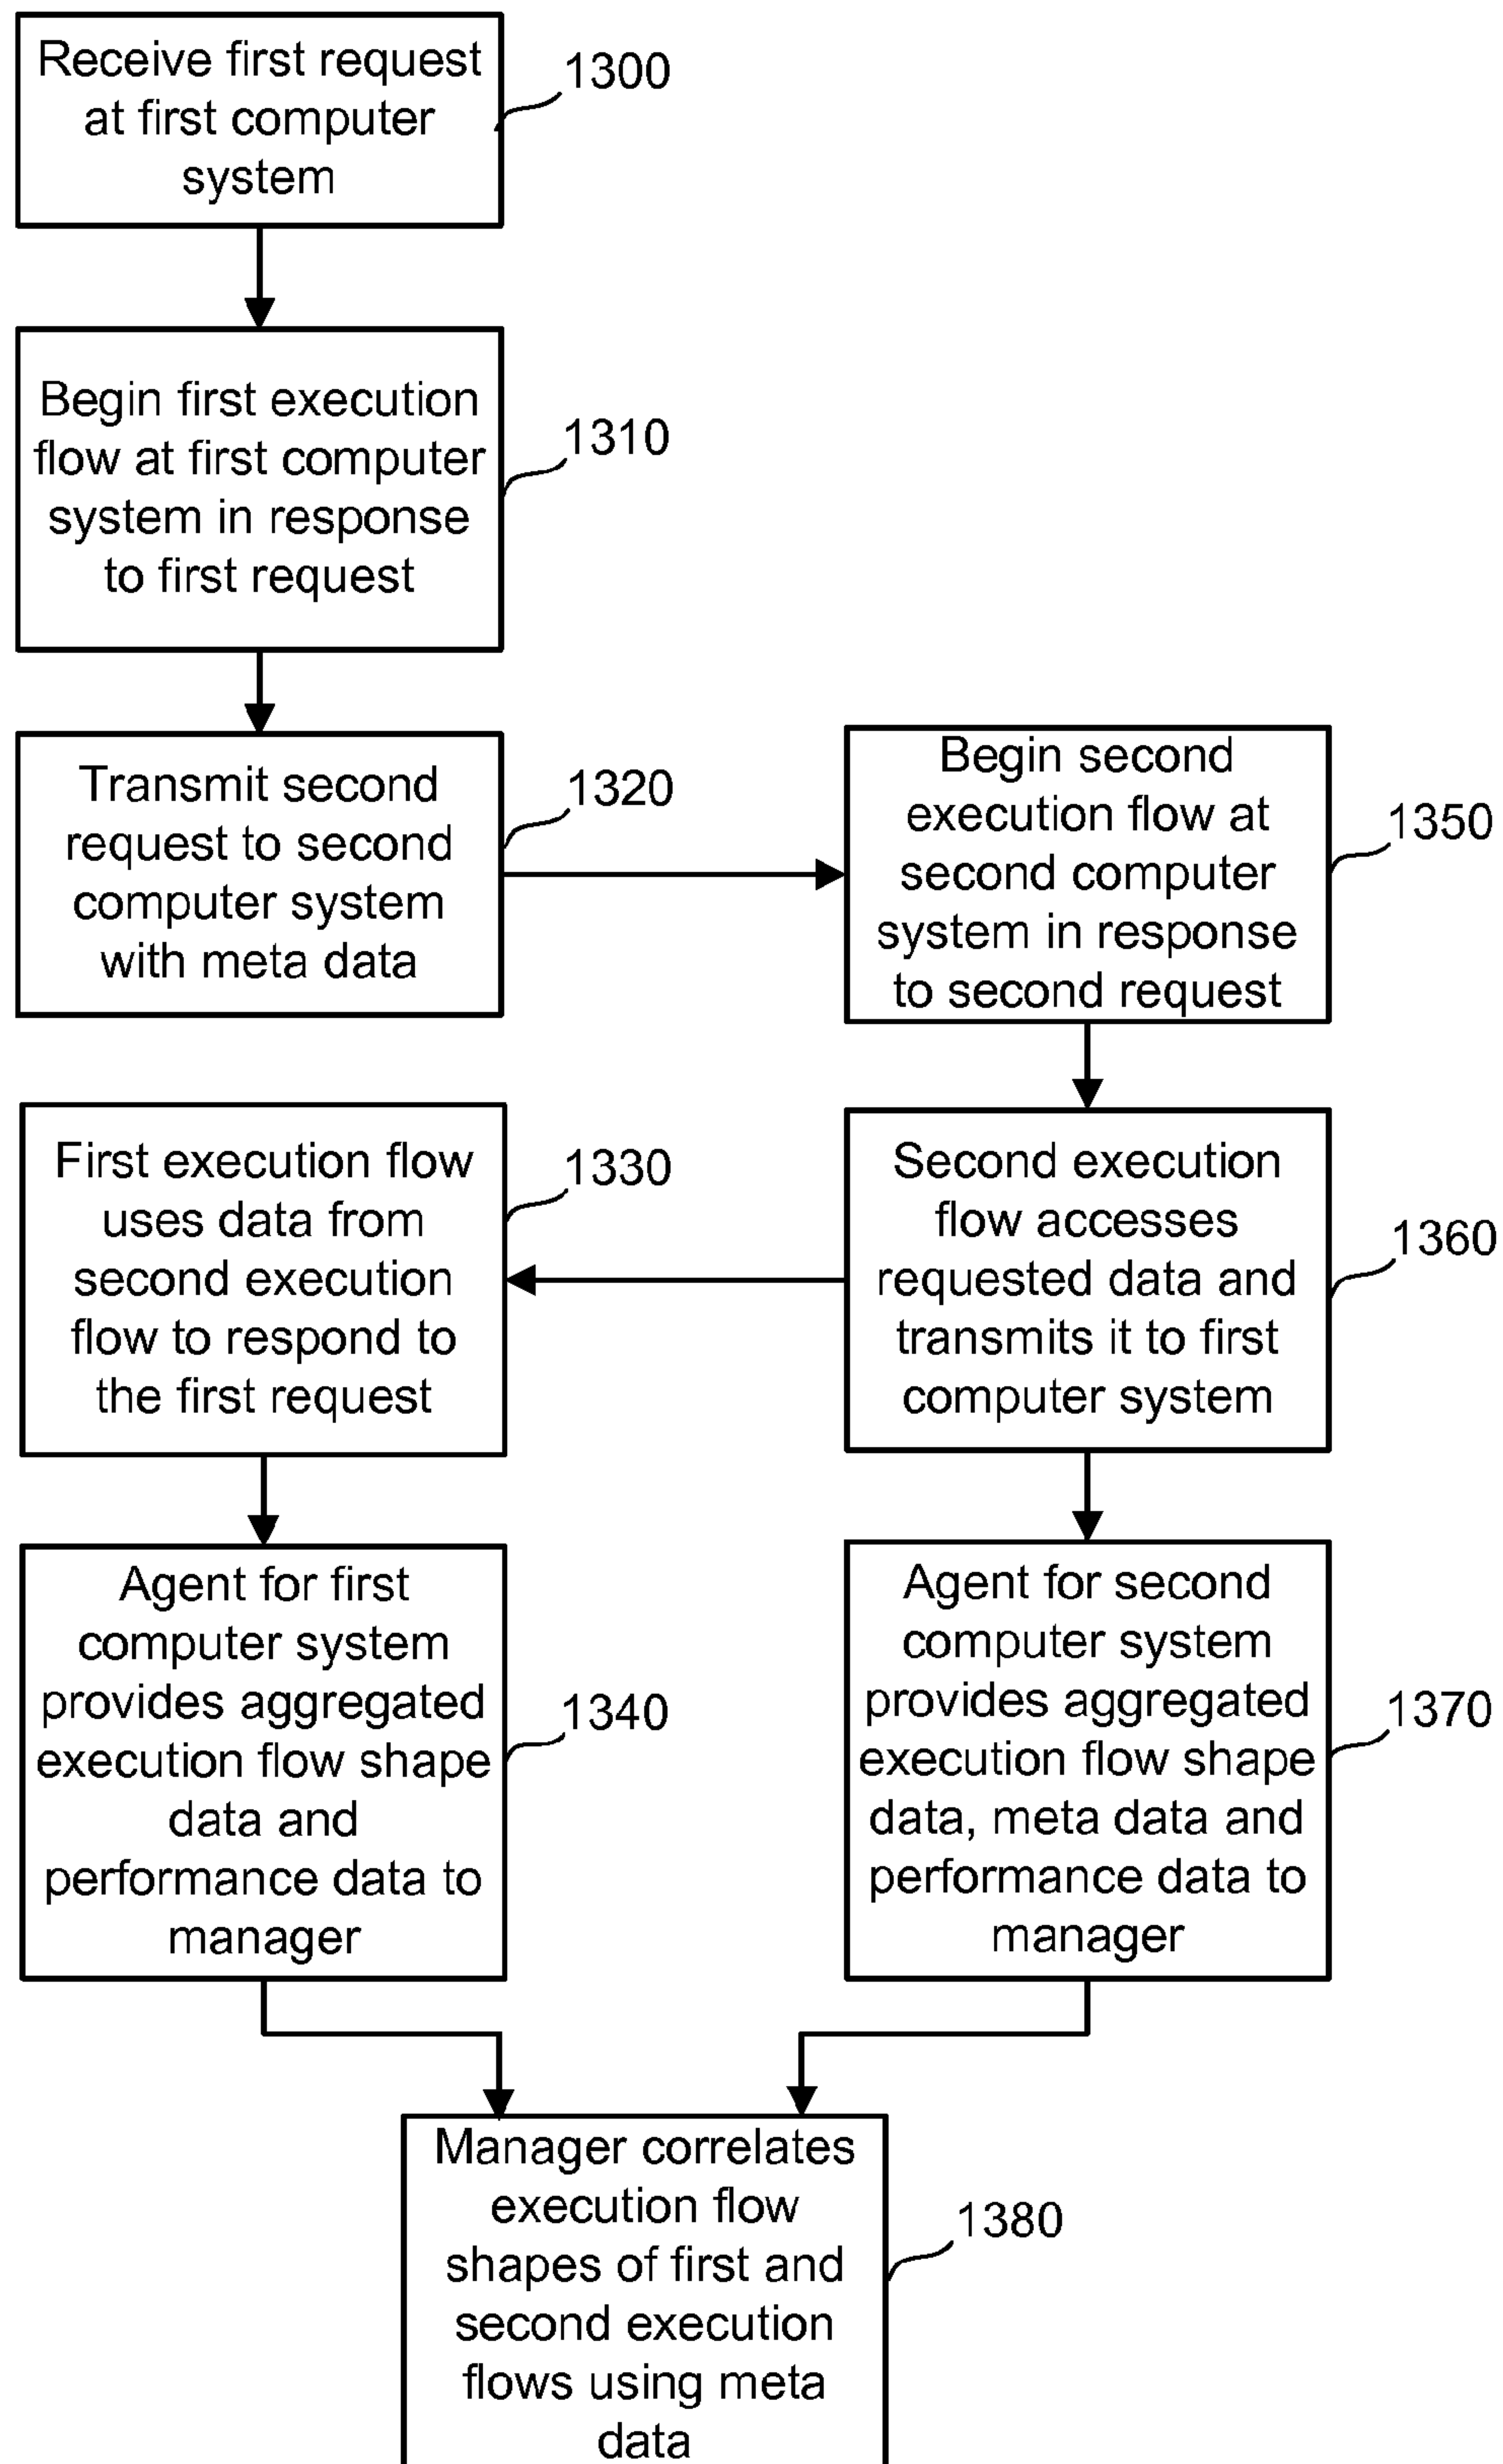 Receive first request
at first computer
system
1300
Begin first execution
flow at first computer
system in response
to first request
1310
Transmit second
request to second
computer system
with meta data
1320
Begin second
execution flow at
second computer
system in response
to second request
1350
First execution flow
uses data from
second execution
flow to respond to
the first request
1330
Second execution
flow accesses
requested data and
transmits it to first
computer system
1360
Agent for first
computer system
provides aggregated
execution flow shape
data and
performance data to
manager
1340
Agent for second
computer system
provides aggregated
execution flow shape
data, meta data and
performance data to
manager
1370
Manager correlates
execution flow
shapes of first and
second execution
flows using meta
data
1380